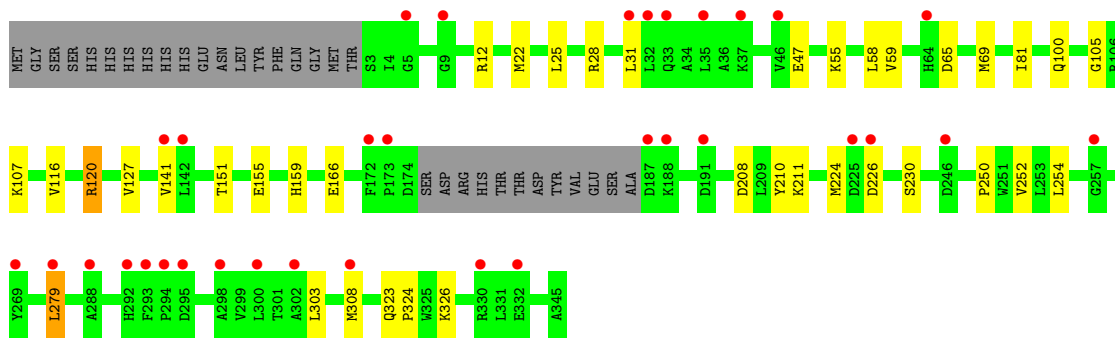 MET GLY SER SER HIS HIS HIS HIS HIS HIS GLU ASN LEU TYR PHE GLN GLY MET THR S3 I4 G5 G9 R12 M22 L25 R28 L31 L32 Q33 A34 L35 A36 K37 V46 E47 K55 L58 V59 H64 D65 M69 I81 Q100 G105
K107 V116 R120 V127 V141 L142 T151 E155 H159 E166 F172 P173 D174 SER ASP ARG HIS THR THR ASP TYR VAL GLU SER ALA D187 K188 D191 D208 L209 Y210 K211 M224 D225 D226 S230 D246 P250 W251 V252 L253 L254 G257
Y269 L279 A288 H292 F293 P294 D295 A298 V299 L300 T301 A302 L303 M308 Q323 P324 W325 K326 R330 L331 E332 A345